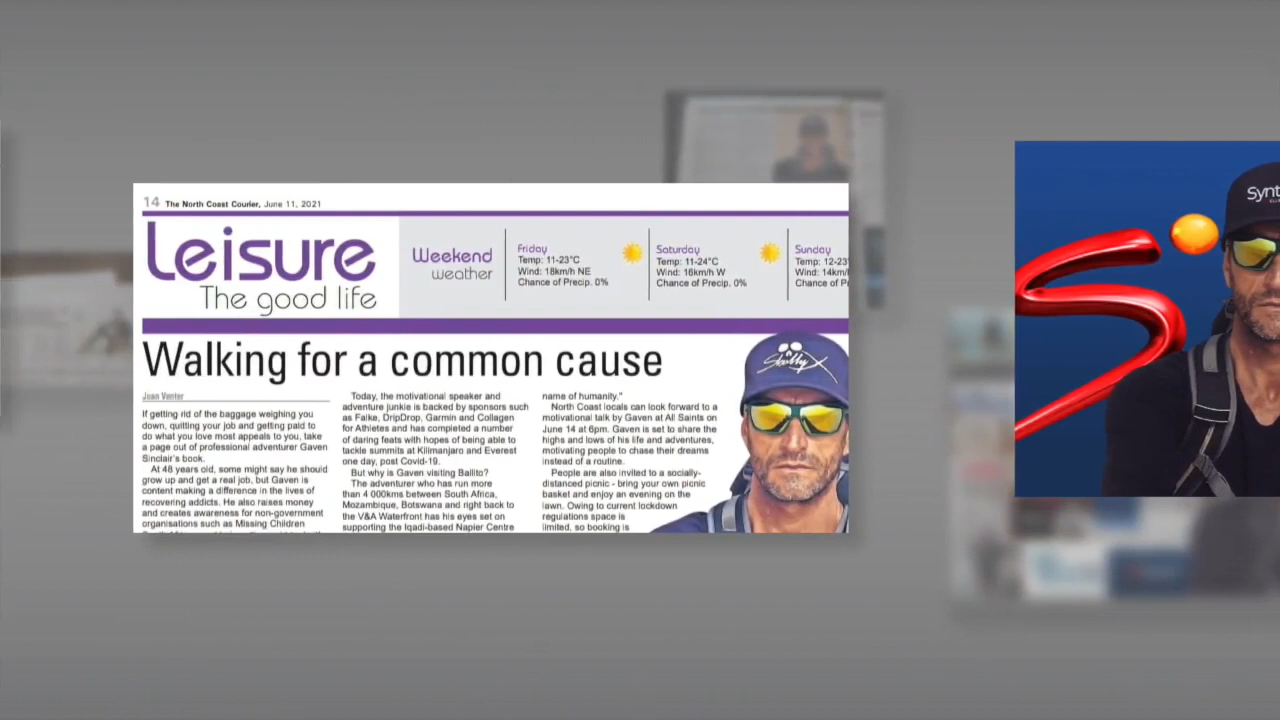 14 The North Coast Courier, June 11, 2021
Leisure
The good life
Weekend
weather
Friday
Temp: 11-23°C
Wind: 18km/h NE
Chance of Precip. 0%
Saturday
Temp: 11-24°C
Wind: 16km/h W
Chance of Precip. 0%
Sunday
Temp: 12-23
Wind: 14km/
Chance of P
Walking for a common cause
Joan Venter
If getting rid of the baggage weighing you
down, quitting your job and getting paid to
do what you love most appeals to you, take
a page out of professional adventurer Gaven
Sinclair's book.
At 48 years old, some might say he should
grow up and get a real job, but Gaven is
content making a difference in the lives of
recovering addicts. He also raises money
and creates awareness for non-government
organisations such as Missing Children
Today, the motivational speaker and
adventure junkie is backed by sponsors such
as Falke, DripDrop, Garmin and Collagen
for Athletes and has completed a number
of daring feats with hopes of being able to
tackle summits at Kilimanjaro and Everest
one day, post Covid-19.
But why is Gaven visiting Ballito?
The adventurer who has run more
than 4 000kms between South Africa,
Mozambique, Botswana and right back to
the V&A Waterfront has his eyes set on
supporting the Iqadi-based Napier Centre
name of humanity."
North Coast locals can look forward to a
motivational talk by Gaven at All Saints on
June 14 at 6pm. Gaven is set to share the
highs and lows of his life and adventures,
motivating people to chase their dreams
instead of a routine.
People are also invited to a socially-
distanced picnic - bring your own picnic
basket and enjoy an evening on the
lawn. Owing to current lockdown
regulations space is
limited, so booking is
Synt